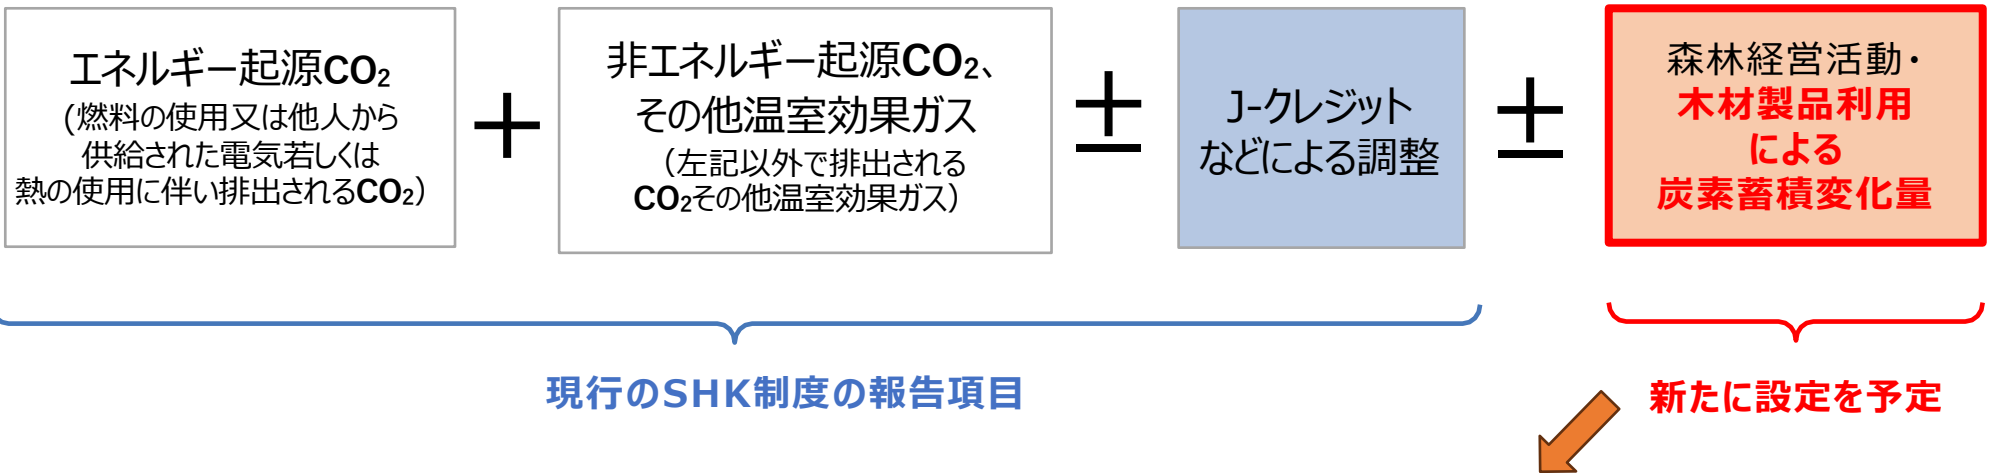 エネルギー起源CO₂
(燃料の使用又は他人から
供給された電気若しくは
熱の使用に伴い排出されるCO₂)
＋
非エネルギー起源CO₂、
その他温室効果ガス
（左記以外で排出される
CO₂その他温室効果ガス）
±
J-クレジット
などによる調整
±
森林経営活動・
木材製品利用
による
炭素蓄積変化量
現行のSHK制度の報告項目
新たに設定を予定